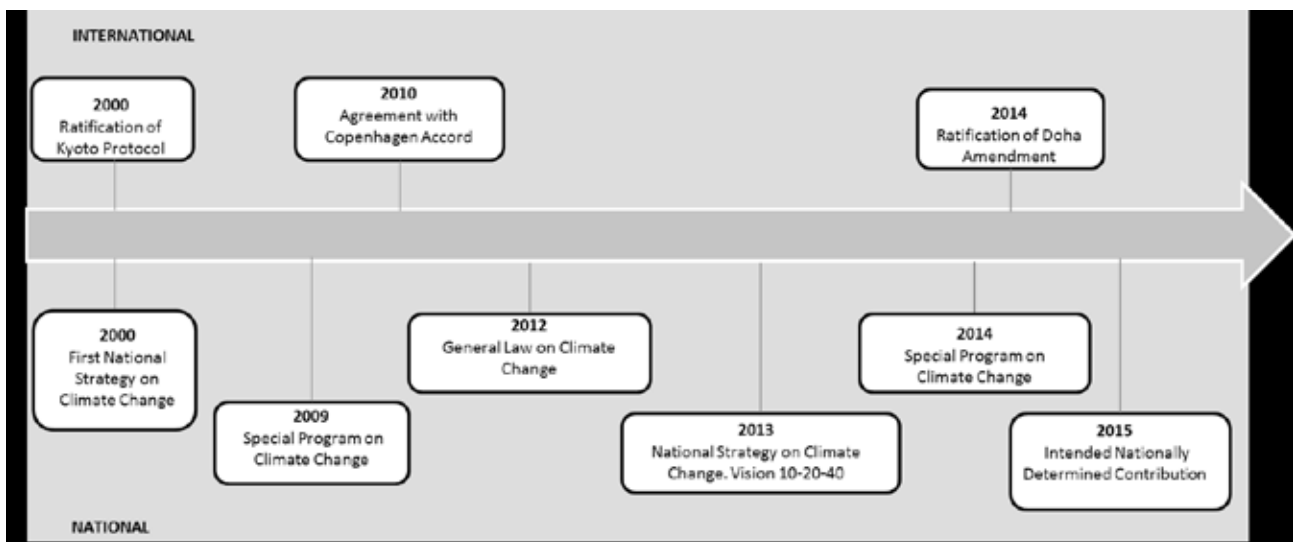 INTERNATIONAL
2000
Ratification of
Kyoto Protocol
2010
Agreement with
Copenhagen Accord
2014
Ratification of Doha
Amendment
2000
First National
Strategy on
Climate Change
2009
Special Program on
Climate Change
2012
General Law on Climate
Change
2013
National Strategy on Climate
Change. Vision 10-20-40
2014
Special Program on
Climate Change
2015
Intended Nationally
Determined Contribution
NATIONAL